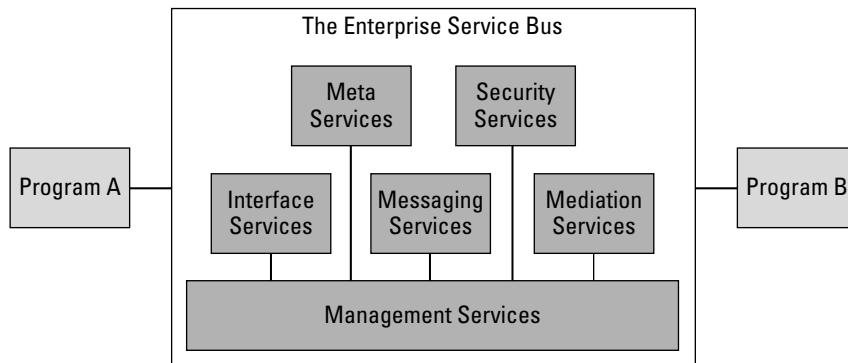 The Enterprise Service Bus
Meta
Services
Security
Services
Program A
Interface
Services
Messaging
Services
Mediation
Services
Program B
Management Services